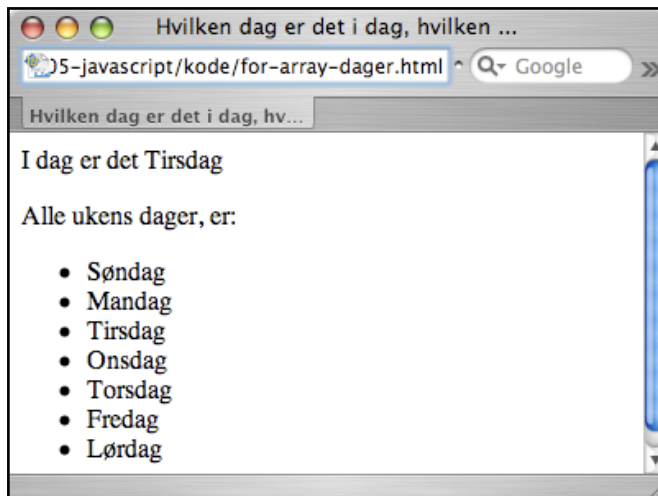 Hvilken dag er det i dag, hvilken ...
05-javascript/kode/for-array-dager.html
Google
Hvilken dag er det i dag, hv...
I dag er det Tirsdag
Alle ukens dager, er:
• Søndag
• Mandag
• Tirsdag
• Onsdag
• Torsdag
• Fredag
• Lørdag